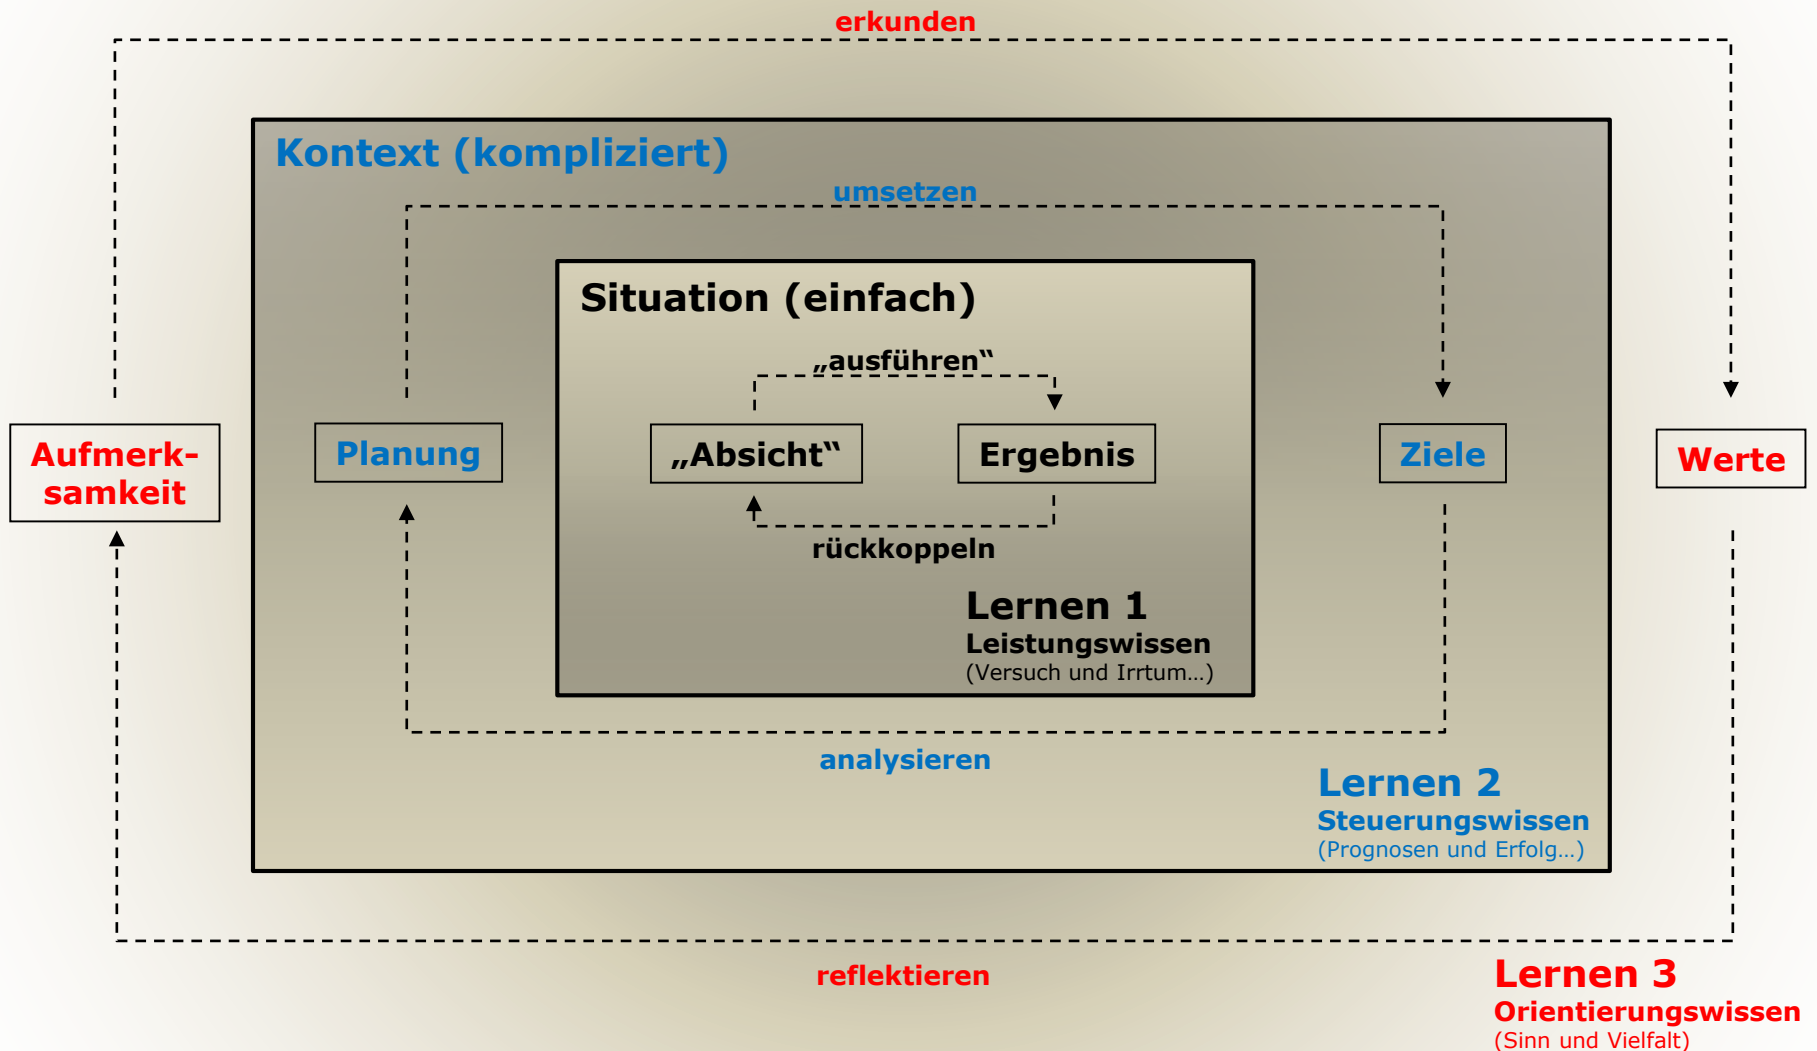 erkunden
Kontext (kompliziert)
umsetzen
Situation (einfach)
„ausführen“
Aufmerk-
samkeit
Planung
„Absicht“
Ergebnis
Ziele
Werte
rückkoppeln
Lernen 1
Leistungswissen
(Versuch und Irrtum…)
analysieren
Lernen 2
Steuerungswissen
(Prognosen und Erfolg…)
reflektieren
Lernen 3
Orientierungswissen
(Sinn und Vielfalt)